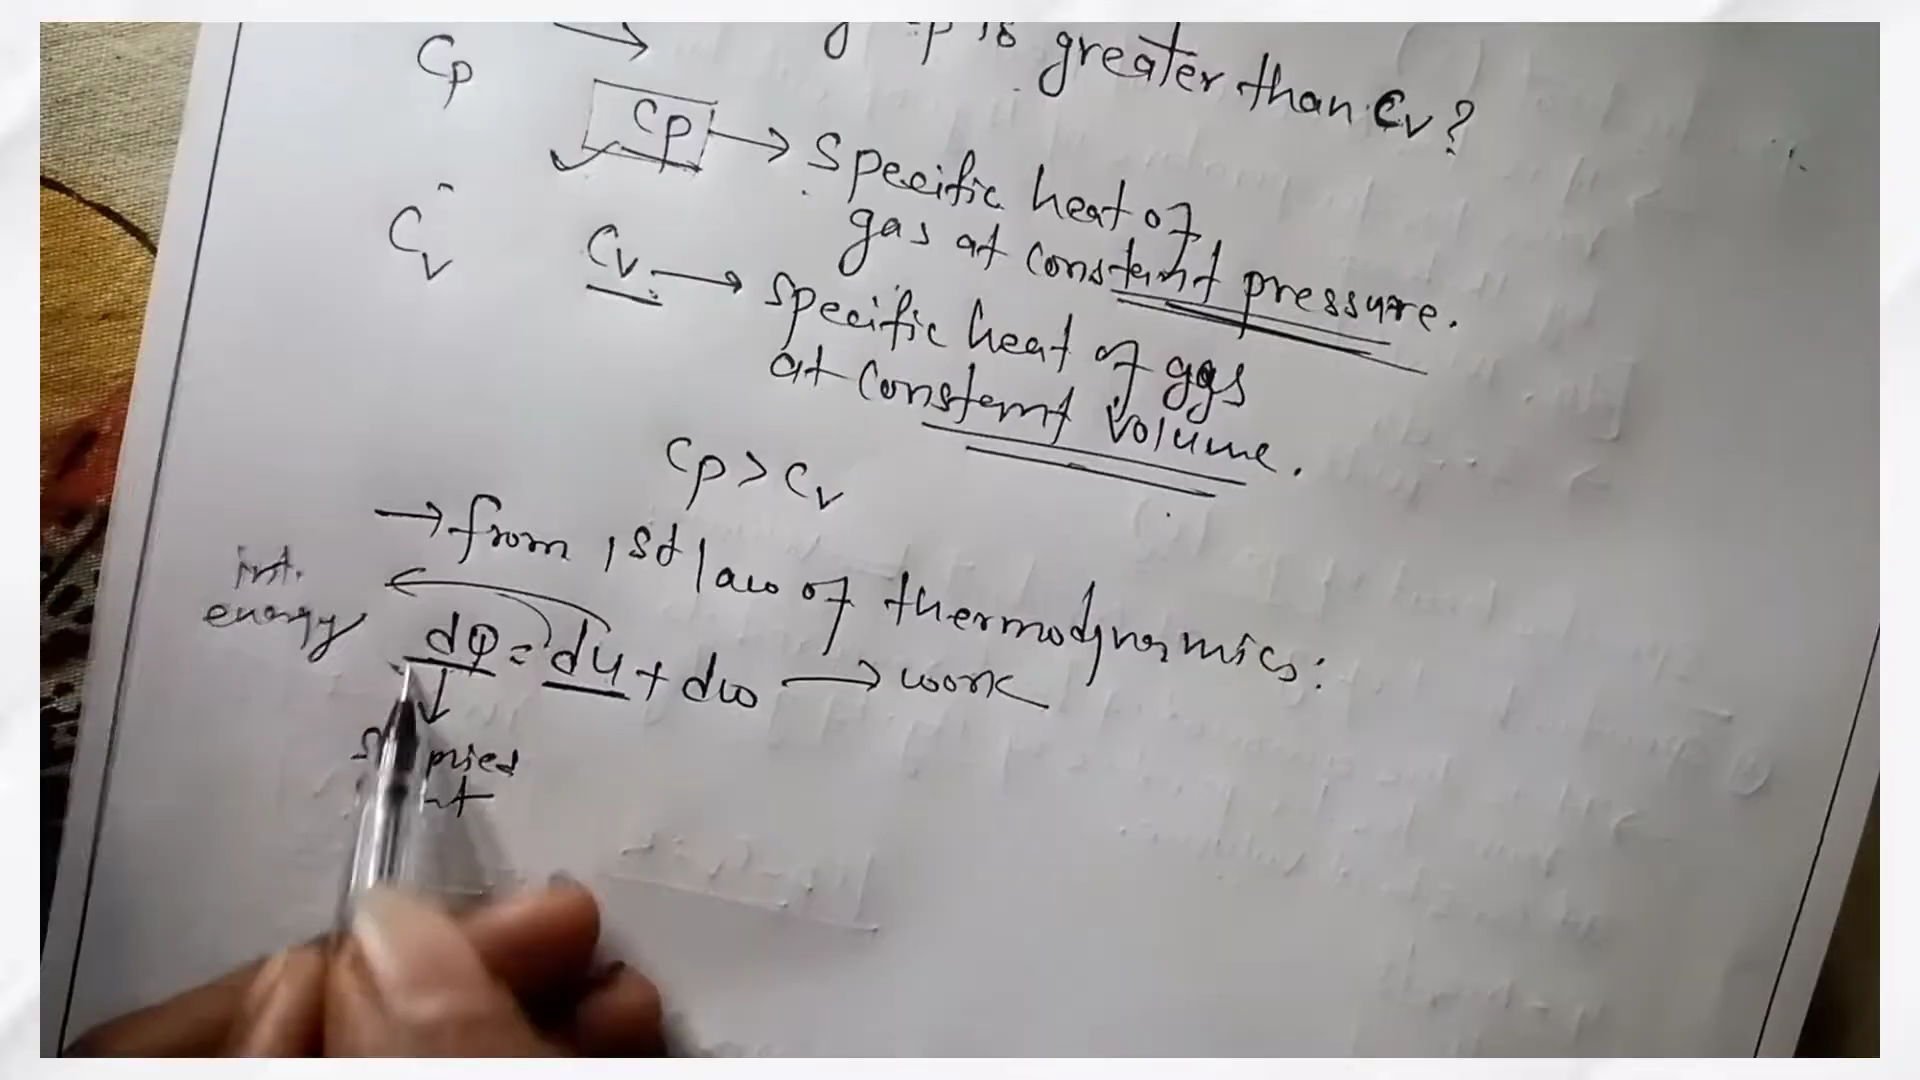 Cp → p is greater than Cv?
Cp → Specific heat of
gas at constant pressure.
Cv
Cv → Specific heat of gas
at constant volume.
Cp > Cv
→ from 1st law of thermodynamics:
int.
energy
dQ = du + dw → work